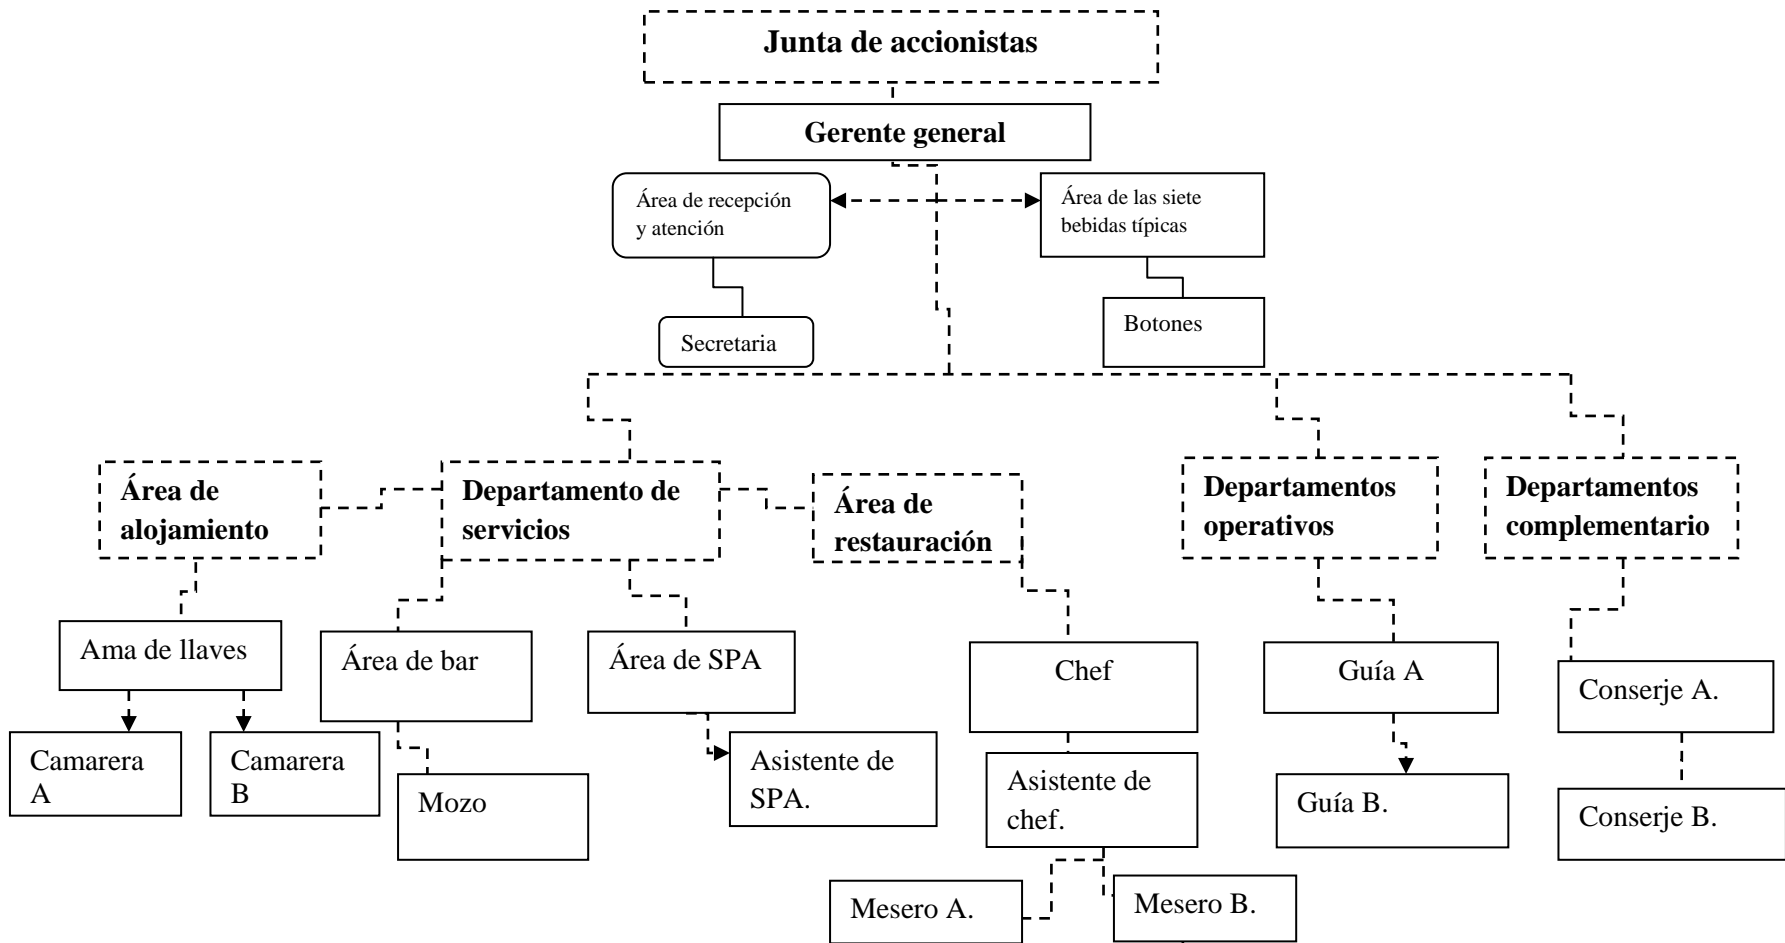 Junta de accionistas
Gerente general
Área de recepción
y atención
Área de las siete
bebidas típicas
Secretaria
Botones
Área de
alojamiento
Departamento de
servicios
Área de
restauración
Departamentos
operativos
Departamentos
complementario
Ama de llaves
Área de bar
Área de SPA
Chef
Guía A
Conserje A.
Camarera
A
Camarera
B
Mozo
Asistente de
SPA.
Asistente de
chef.
Guía B.
Conserje B.
Mesero A.
Mesero B.